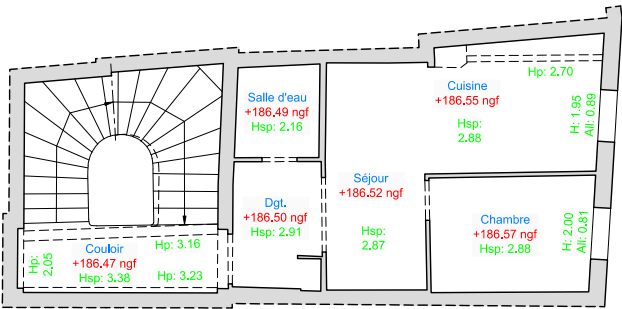 Salle d'eau
+186.49 ngf
Hsp: 2.16
Cuisine
+186.55 ngf
Hsp:
2.88
Hp: 2.70
H: 1.95
All: 0.89
Séjour
+186.52 ngf
Hsp:
2.87
Dgt.
+186.50 ngf
Hsp: 2.91
Chambre
+186.57 ngf
Hsp: 2.88
H: 2.00
All: 0.81
Couloir
+186.47 ngf
Hsp: 3.38
Hp: 3.16
Hp: 3.23
Hp:
2.05